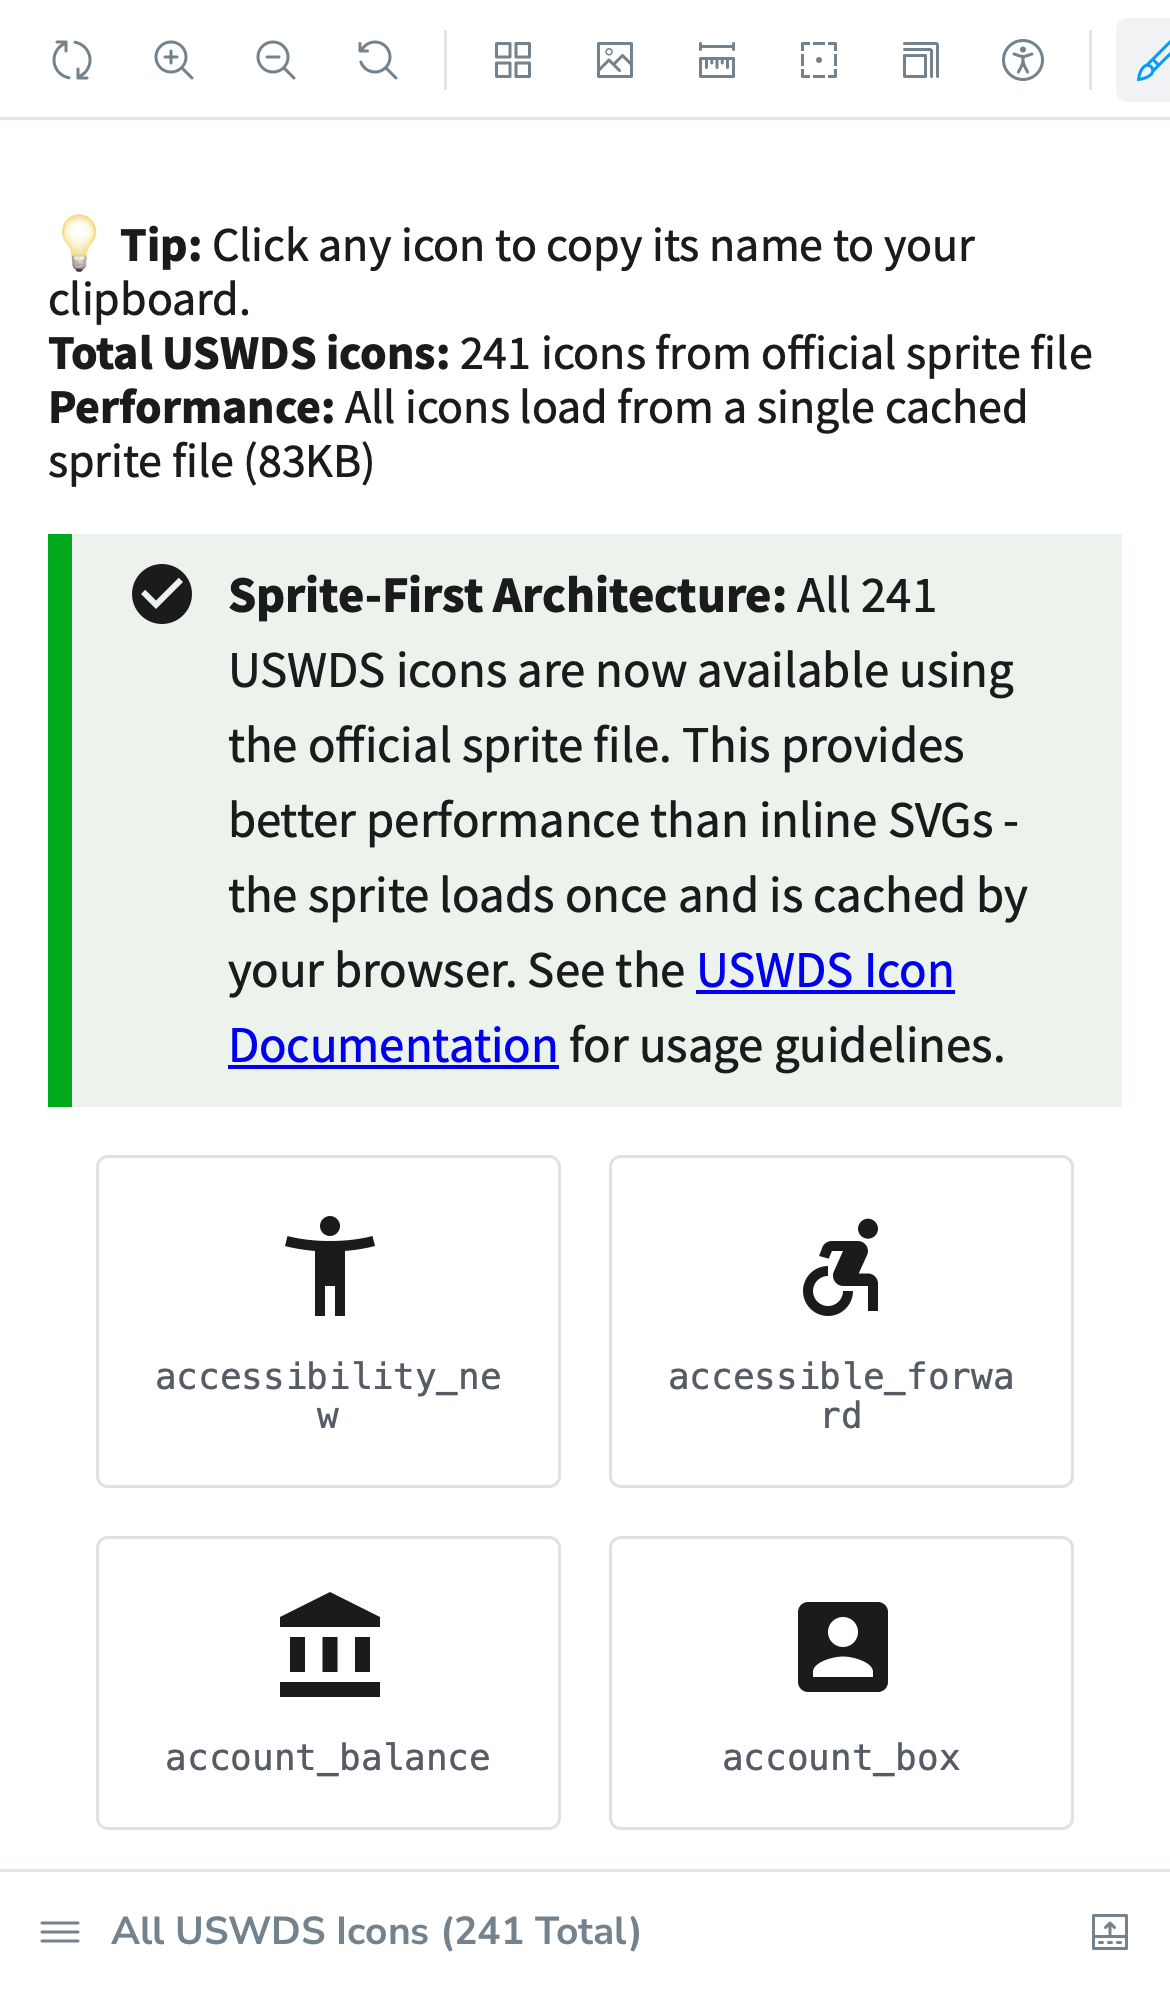 Tip: Click any icon to copy its name to your
clipboard.
Total USWDS icons: 241 icons from official sprite file
Performance: All icons load from a single cached
sprite file (83KB)
Sprite-First Architecture: All 241
USWDS icons are now available using
the official sprite file. This provides
better performance than inline SVGs -
the sprite loads once and is cached by
your browser. See the USWDS Icon
Documentation for usage guidelines.
accessibility_ne
w
accessible_forwa
rd
account_balance
account_box
All USWDS Icons (241 Total)